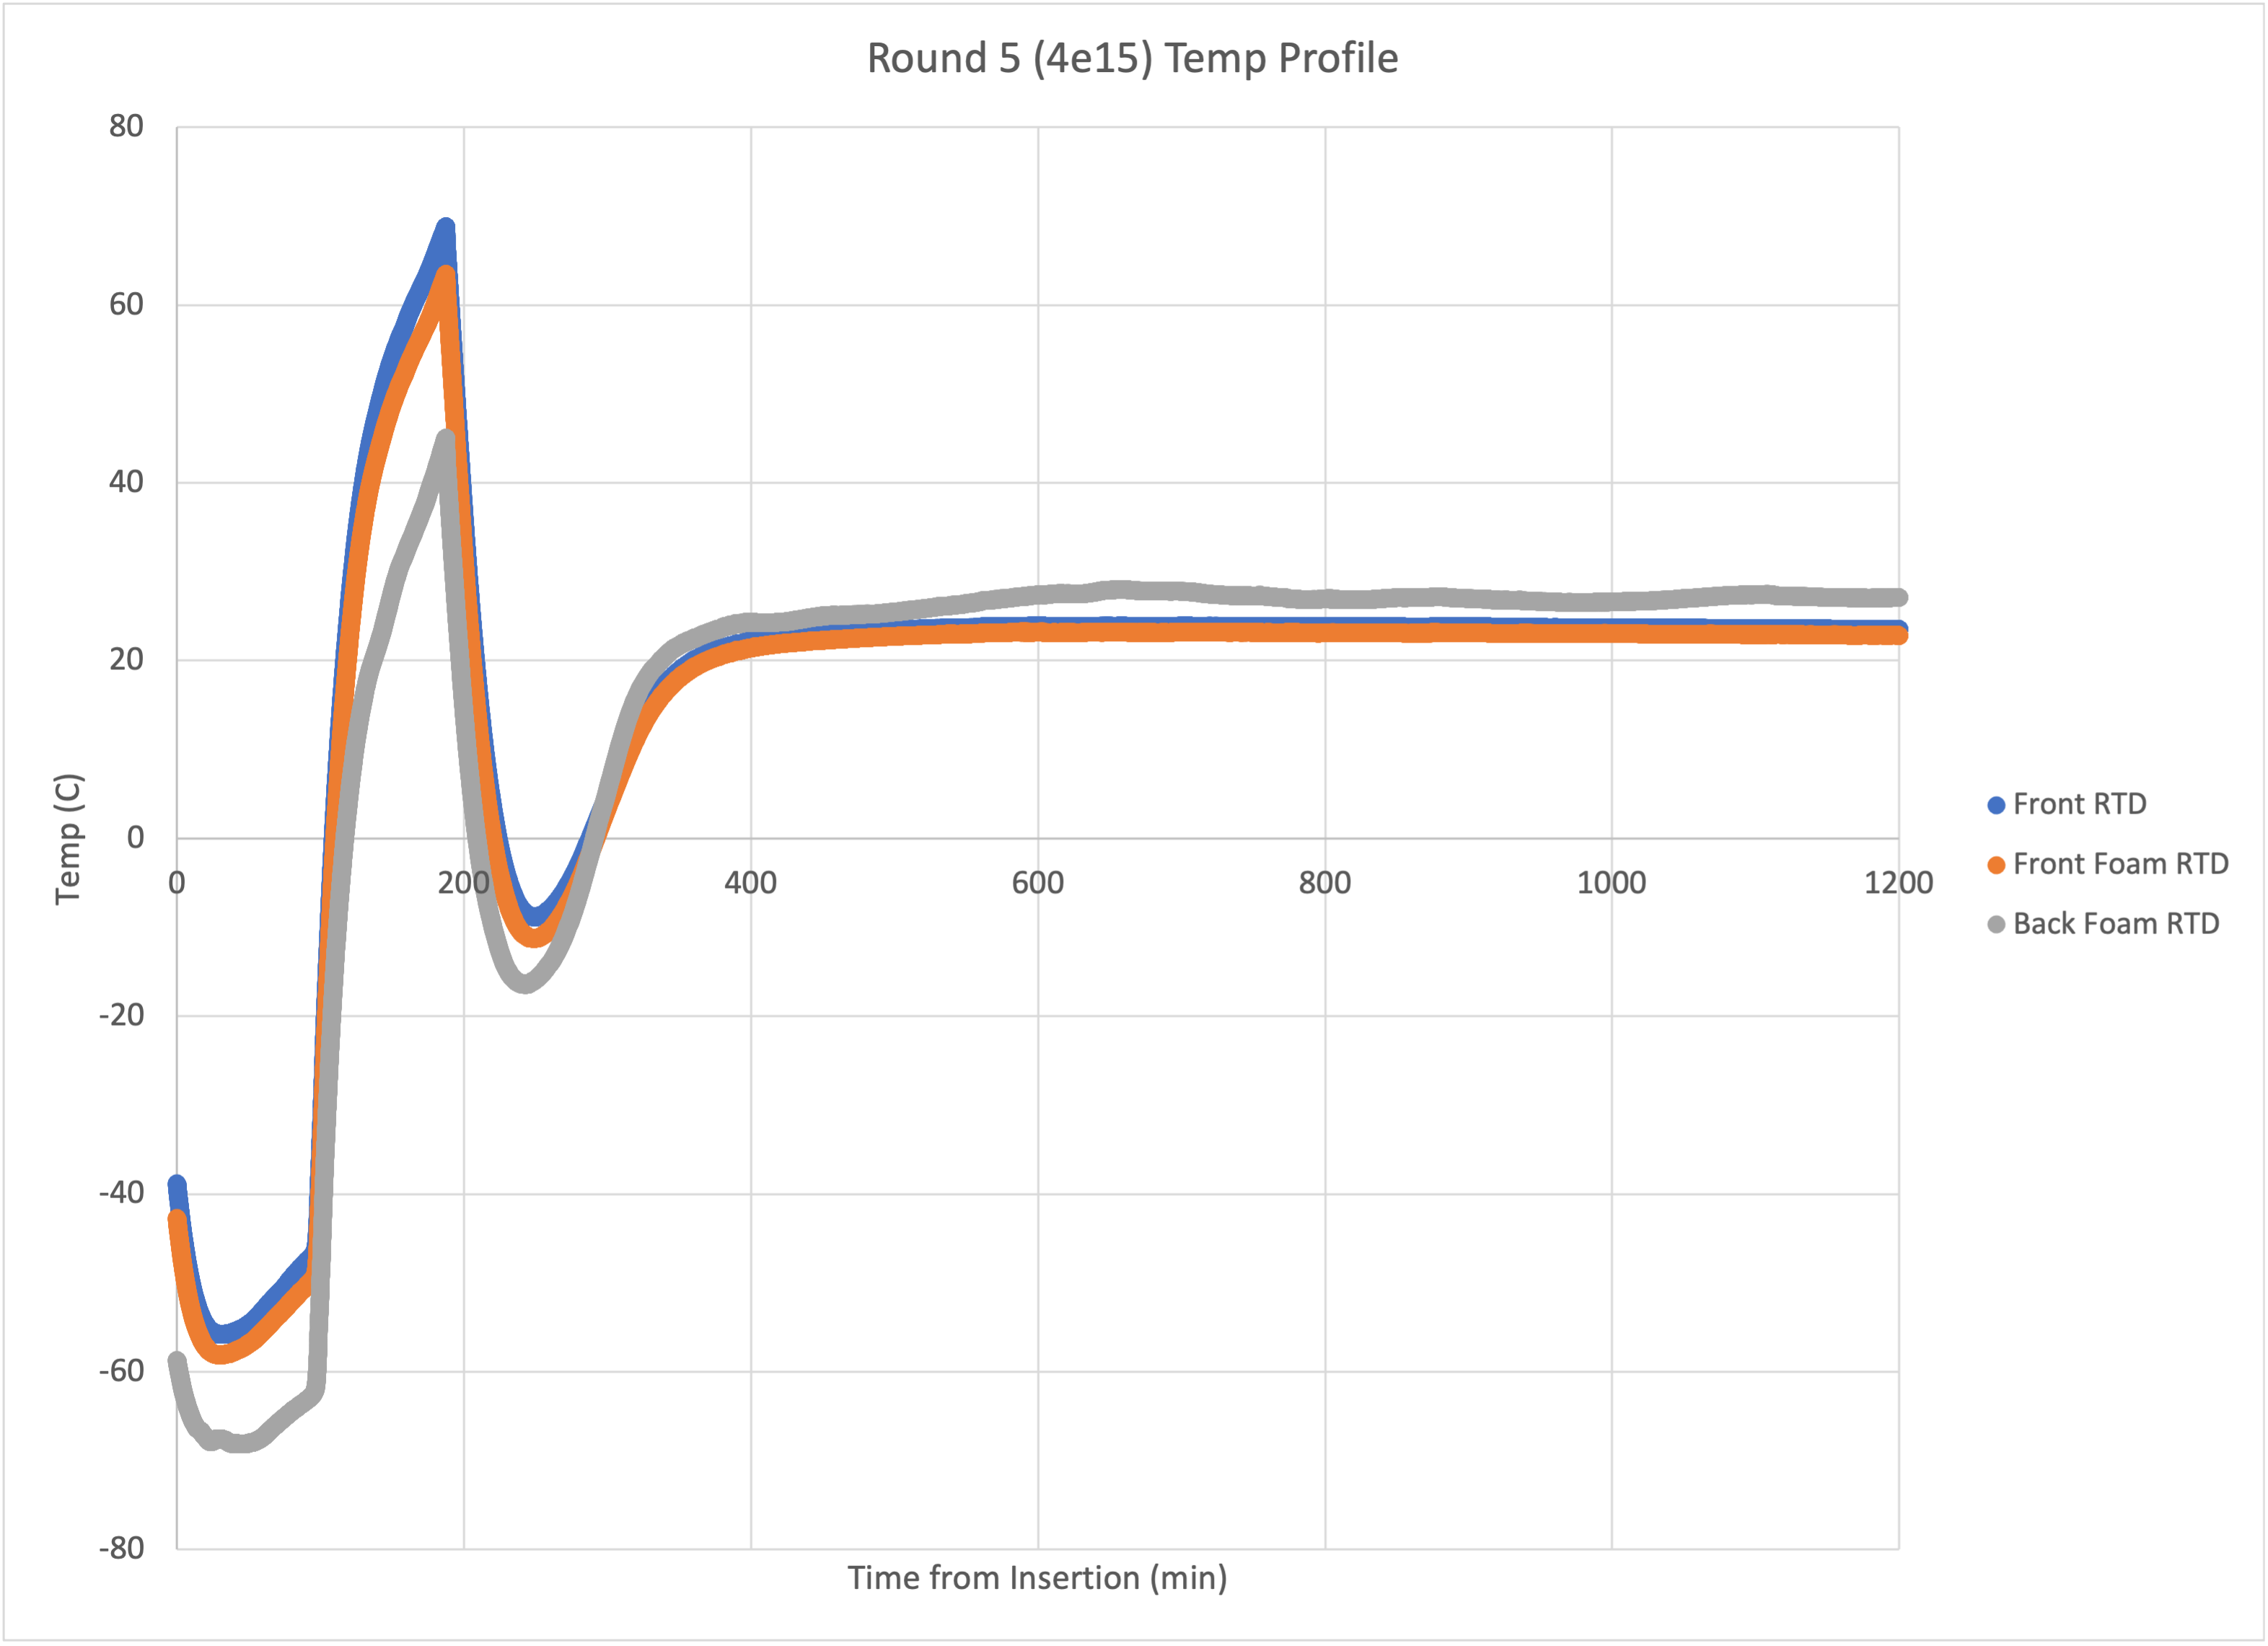 Round 5 (4e15) Temp Profile
80
60
40
20
0
-20
-40
-60
-80
Temp (C)
0 200 400 600 800 1000 1200
Time from Insertion (min)
Front RTD
Front Foam RTD
Back Foam RTD